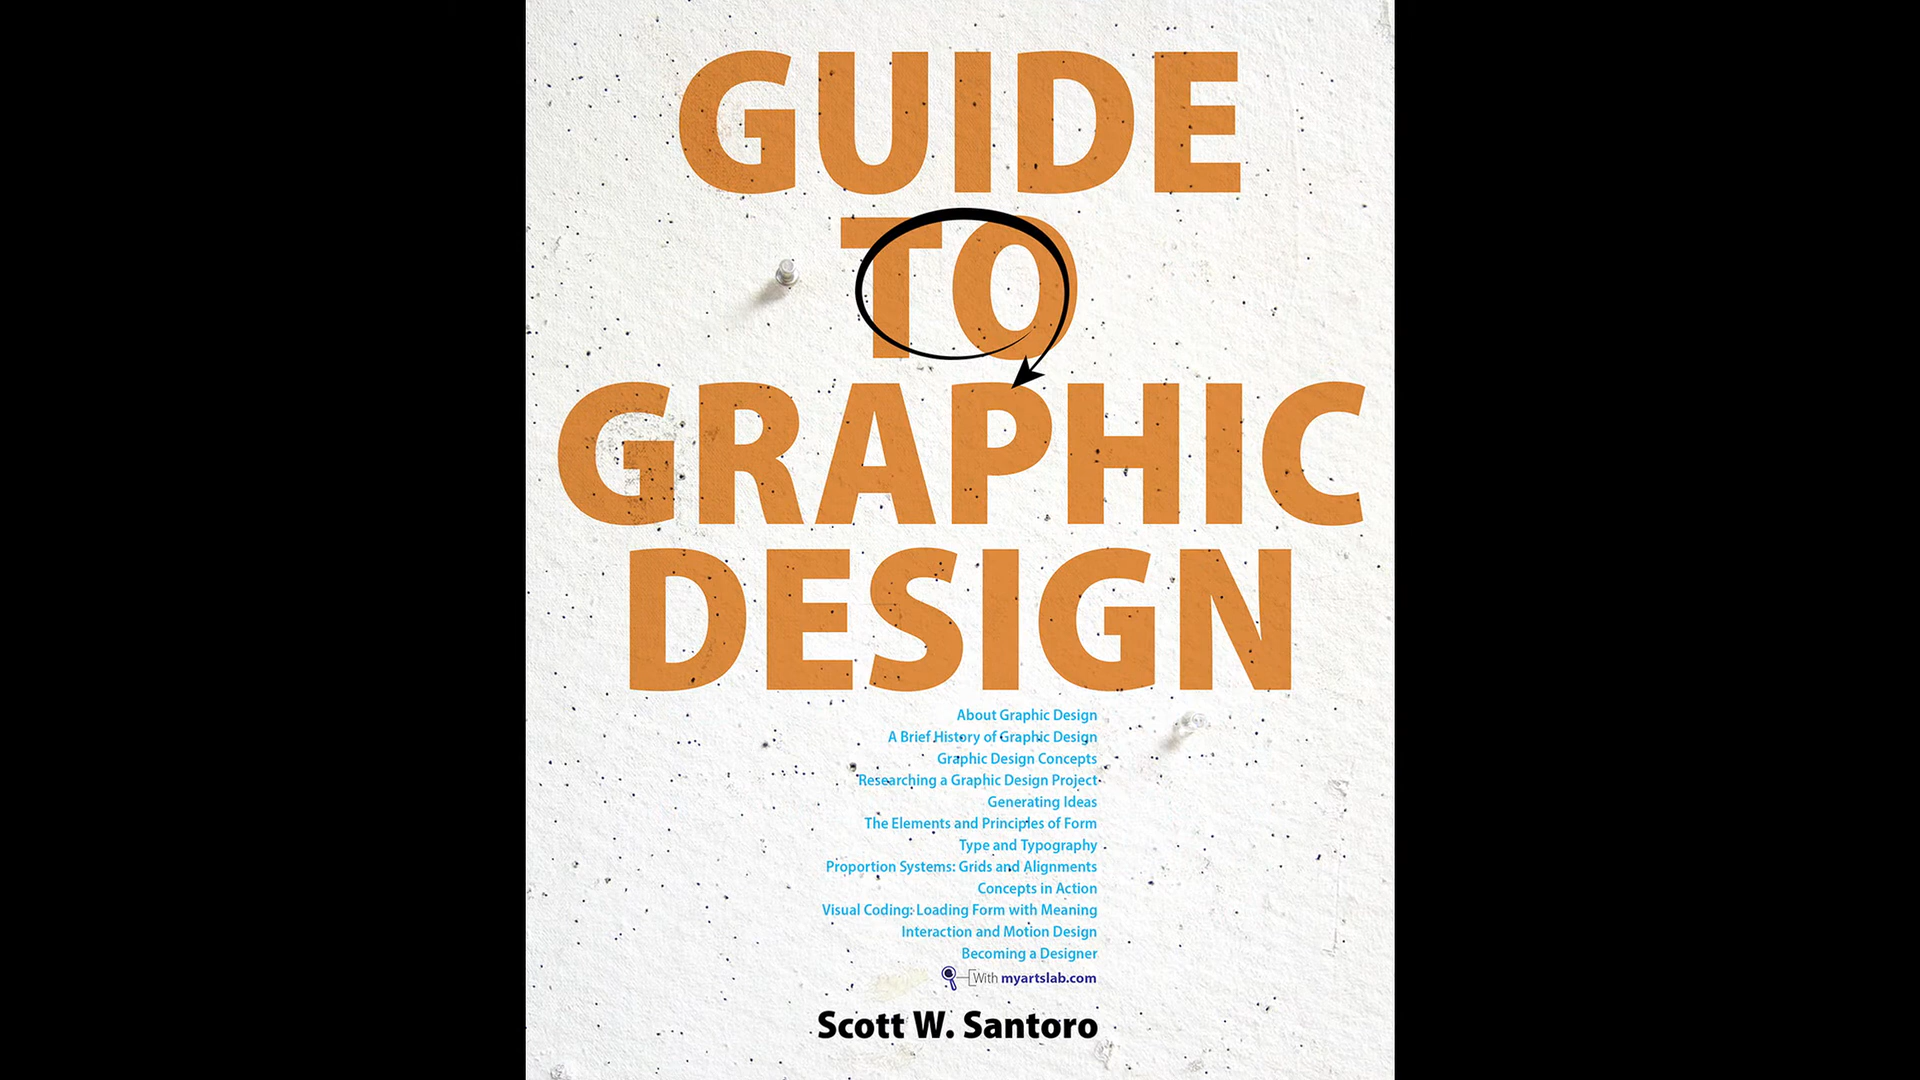 GUIDE
TO
GRAPHIC
DESIGN
About Graphic Design
A Brief History of Graphic Design
Graphic Design Concepts
Researching a Graphic Design Project
Generating Ideas
The Elements and Principles of Form
Type and Typography
Proportion Systems: Grids and Alignments
Concepts in Action
Visual Coding: Loading Form with Meaning
Interaction and Motion Design
Becoming a Designer
With myartslab.com
Scott W. Santoro